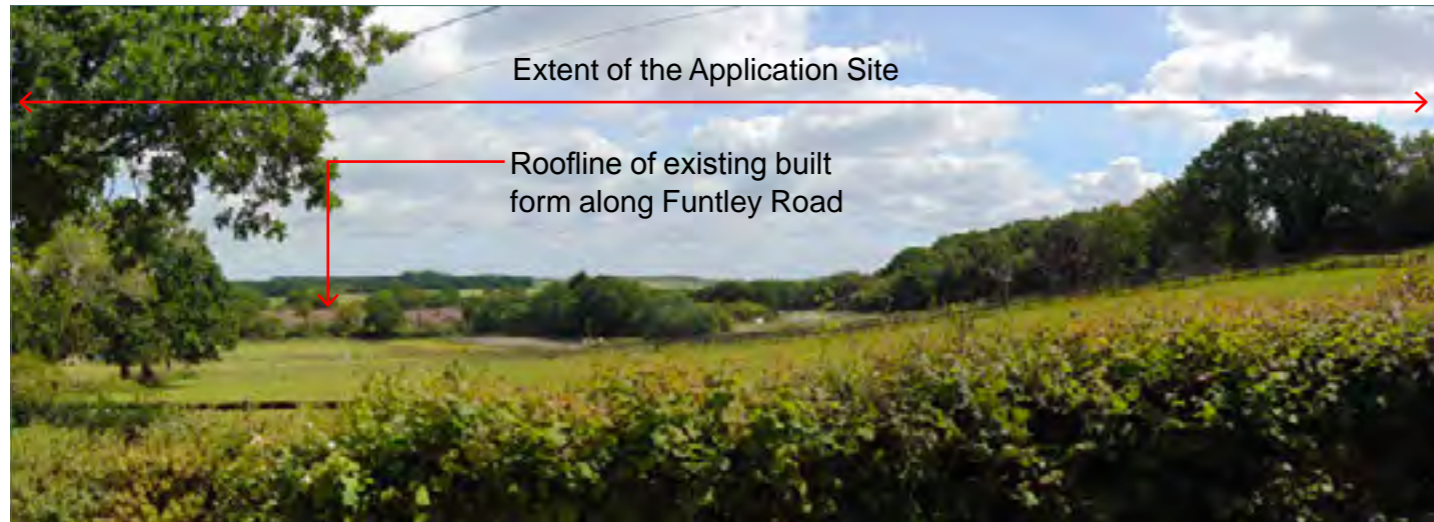 Extent of the Application Site
Roofline of existing built
form along Funtley Road